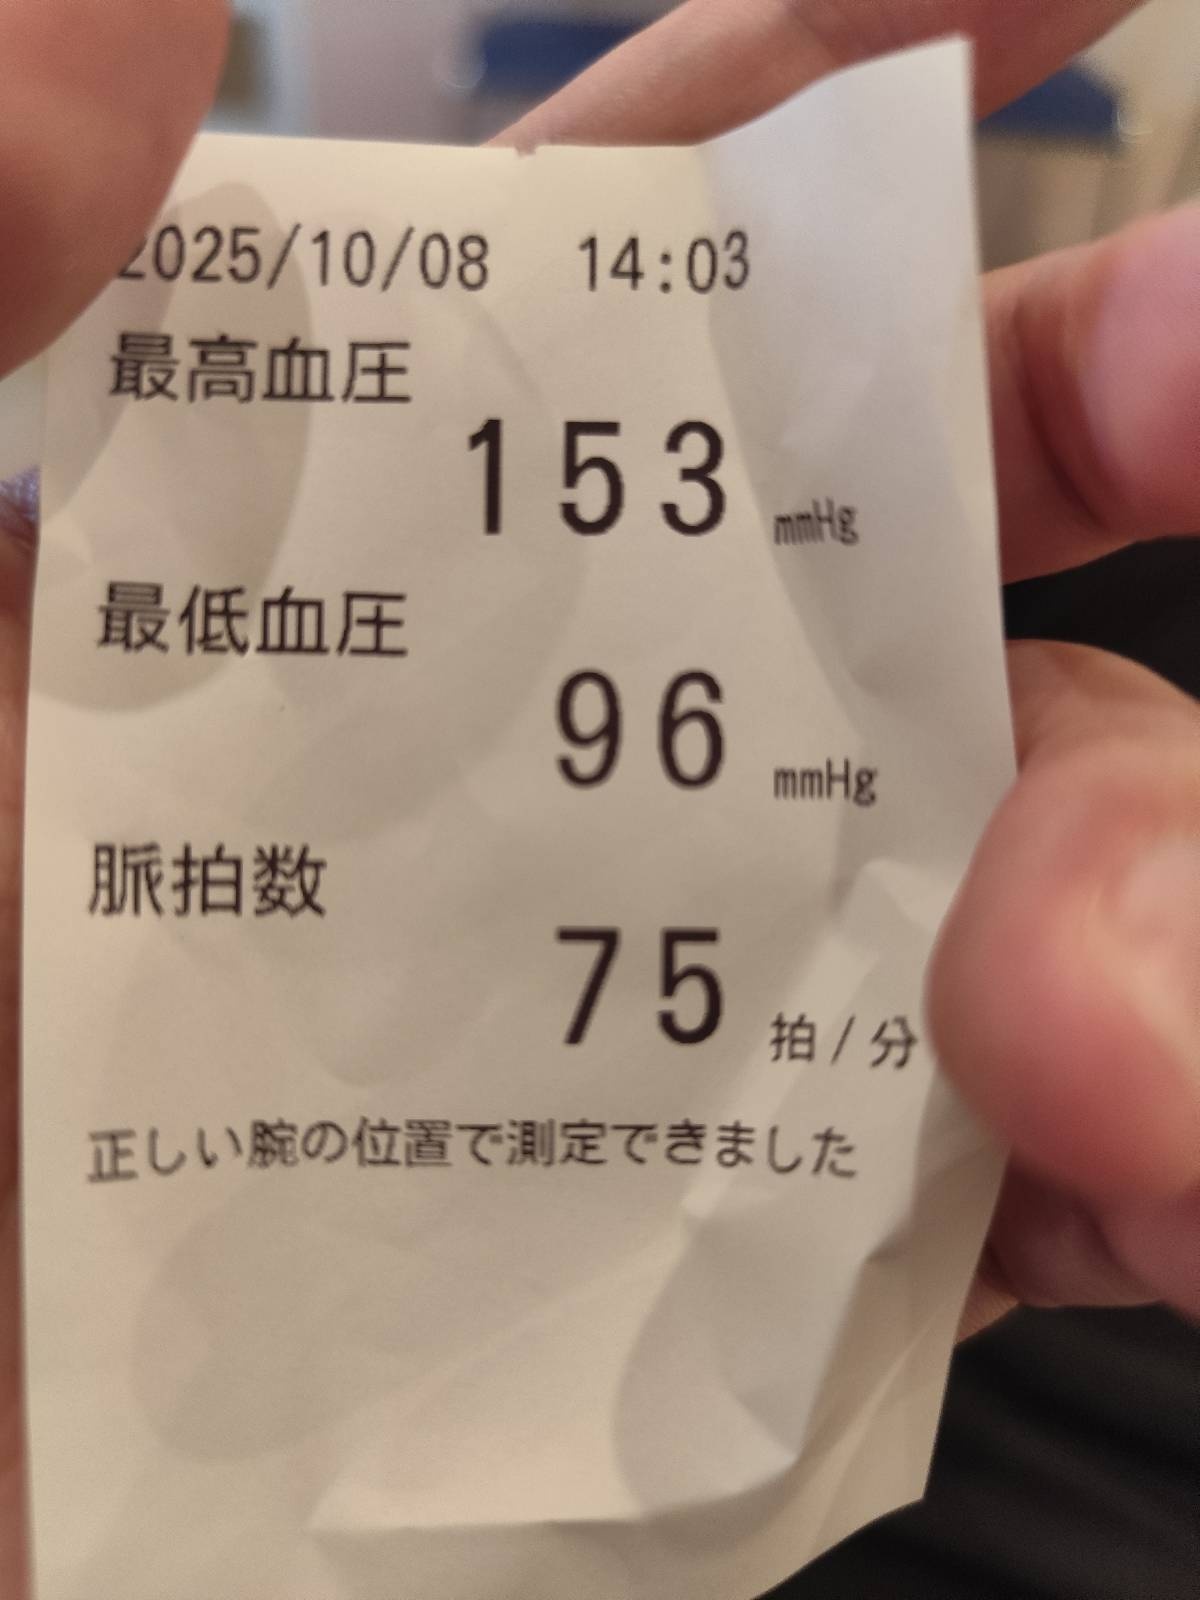 2025/10/08 14:03
最高血圧
153 mmHg
最低血圧
96 mmHg
脈拍数
75 拍/分
正しい腕の位置で測定できました